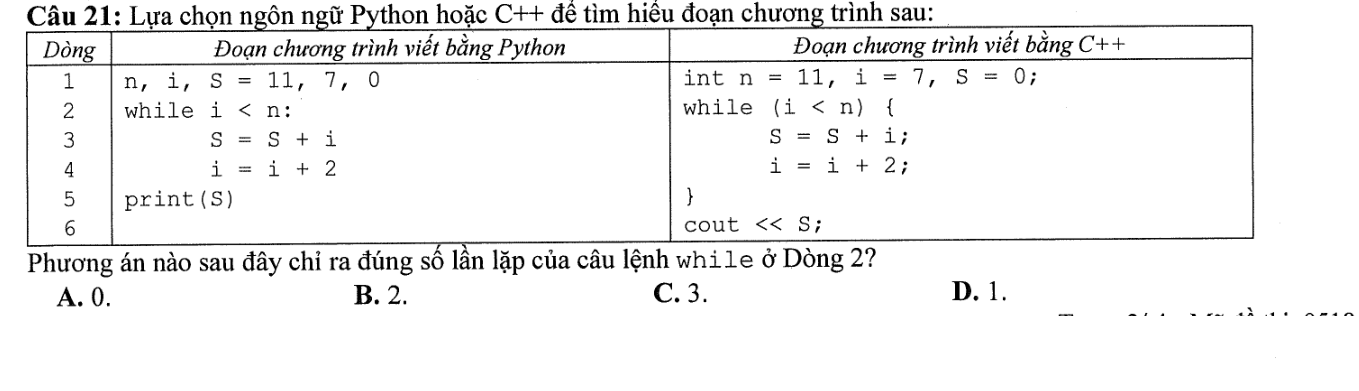 Câu 21: Lựa chọn ngôn ngữ Python hoặc C++ để tìm hiểu đoạn chương trình sau:
Dòng Đoạn chương trình viết bằng Python Đoạn chương trình viết bằng C++
1 n, i, S = 11, 7, 0 int n = 11, i = 7, S = 0;
2 while i < n: while (i < n) {
3 S = S + i S = S + i;
4 i = i + 2 i = i + 2;
5 print(S) }
6 cout << S;
Phương án nào sau đây chỉ ra đúng số lần lặp của câu lệnh while ở Dòng 2?
A. 0. B. 2. C. 3. D. 1.